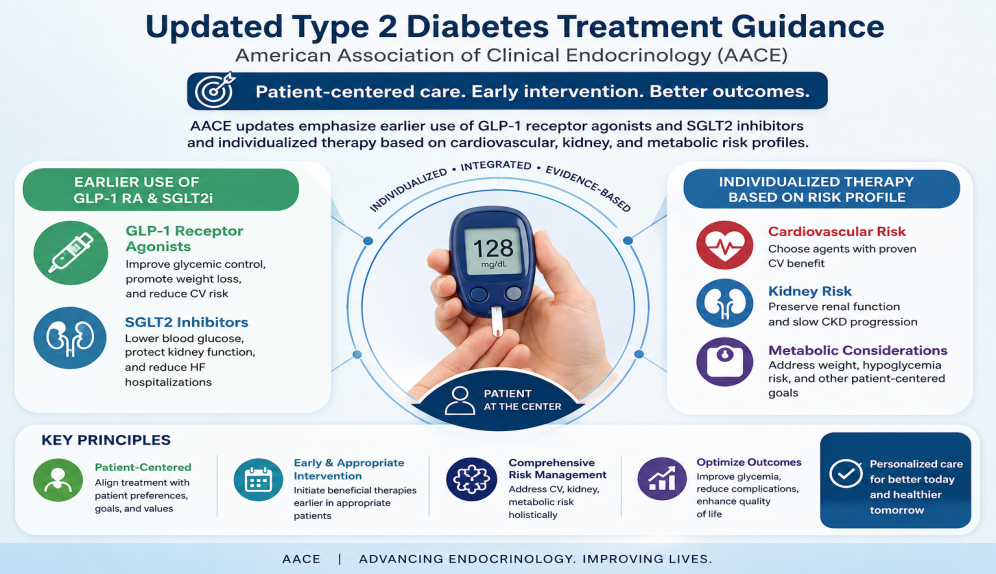 Updated Type 2 Diabetes Treatment Guidance
American Association of Clinical Endocrinology (AACE)
Patient-centered care. Early intervention. Better outcomes.
AACE updates emphasize earlier use of GLP-1 receptor agonists and SGLT2 inhibitors
and individualized therapy based on cardiovascular, kidney, and metabolic risk profiles.
EARLIER USE OF
GLP-1 RA & SGLT2i
GLP-1 Receptor
Agonists
Improve glycemic control,
promote weight loss,
and reduce CV risk
SGLT2 Inhibitors
Lower blood glucose,
protect kidney function,
and reduce HF
hospitalizations
INDIVIDUALIZED • INTEGRATED • EVIDENCE-BASED
128
mg/dL
PATIENT
AT THE CENTER
INDIVIDUALIZED THERAPY
BASED ON RISK PROFILE
Cardiovascular Risk
Choose agents with proven
CV benefit
Kidney Risk
Preserve renal function
and slow CKD progression
Metabolic Considerations
Address weight, hypoglycemia
risk, and other patient-centered
goals
KEY PRINCIPLES
Patient-Centered
Align treatment with
patient preferences,
goals, and values
Early & Appropriate
Intervention
Initiate beneficial therapies
earlier in appropriate
patients
Comprehensive
Risk Management
Address CV, kidney,
metabolic risk
holistically
Optimize Outcomes
Improve glycemia,
reduce complications,
enhance quality
of life
Personalized care
for better today
and healthier
tomorrow
AACE | ADVANCING ENDOCRINOLOGY. IMPROVING LIVES.